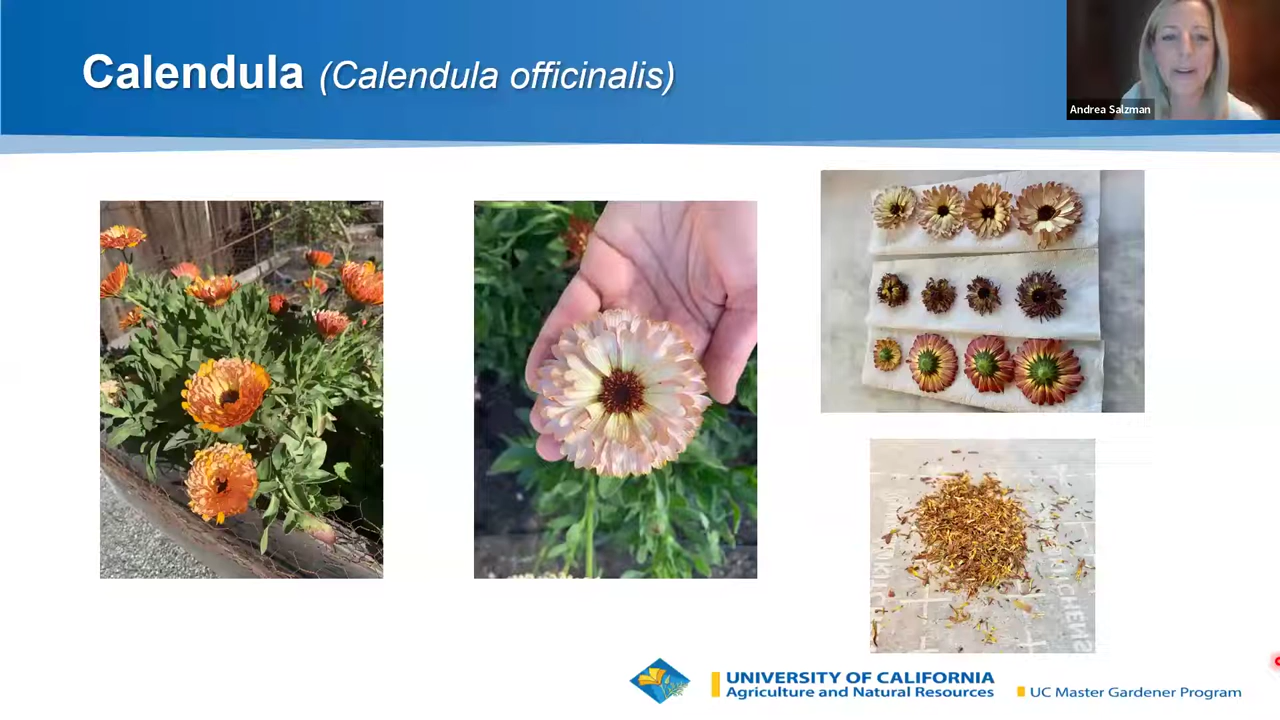 Calendula (Calendula officinalis)
Andrea Salzman
UNIVERSITY OF CALIFORNIA
Agriculture and Natural Resources
UC Master Gardener Program